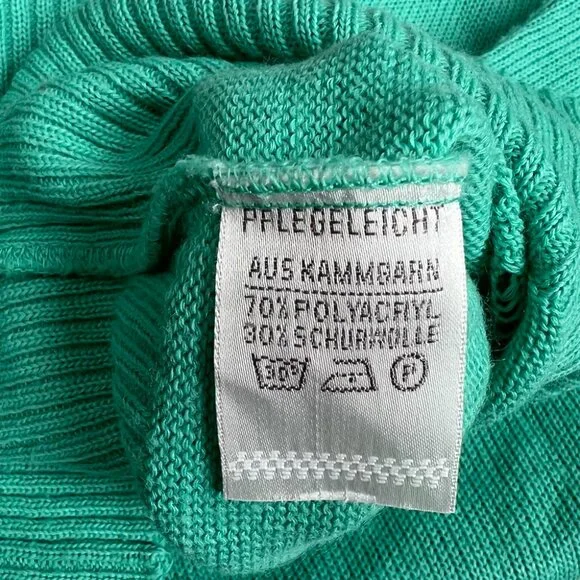 PFLEGELEICHT
AUS KAMMGARN
70% POLYACRYL
30% SCHURWOLLE
30° P